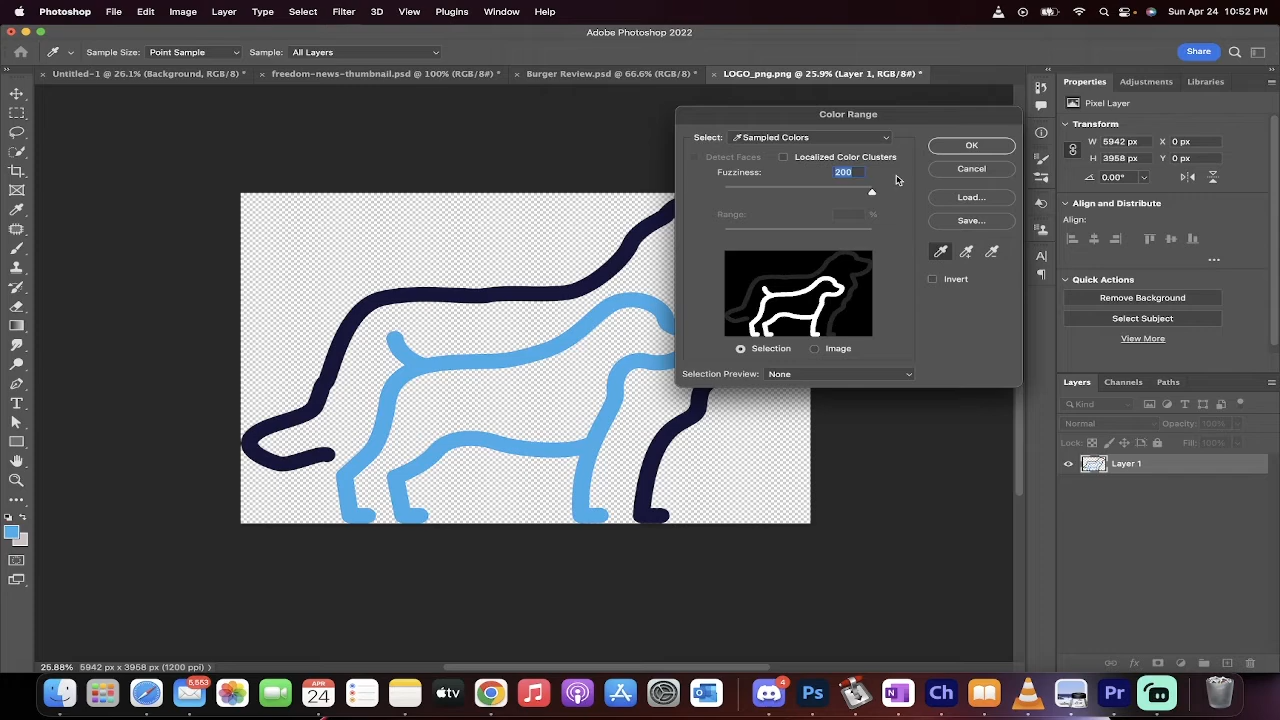 Photoshop File Edit Image Layer Type Select Filter 3D View Plugins Window Help Sun Apr 24 10:52 PM
Adobe Photoshop 2022
Sample Size: Point Sample Sample: All Layers Share
× Untitled-1 @ 26.1% (Background, RGB/8) * × freedom-news-thumbnail.psd @ 100% (RGB/8#) * × Burger Review.psd @ 66.6% (RGB/8) * × LOGO_png.png @ 25.9% (Layer 1, RGB/8#) *
Properties Adjustments Libraries
Pixel Layer
Transform
W 5942 px X 0 px
H 3958 px Y 0 px
0.00°
Align and Distribute
Align:
Quick Actions
Remove Background
Select Subject
View More
Color Range
Select: Sampled Colors OK
Detect Faces Localized Color Clusters
Fuzziness: 200 Cancel
Load...
Range: %
Save...
Invert
Selection Image
Selection Preview: None
Layers Channels Paths
Kind
Normal Opacity: 100%
Lock: Fill: 100%
Layer 1
25.88% 5942 px x 3958 px (1200 ppi)
5,553
APR
24
tv
4
Ps
Ch
Pr